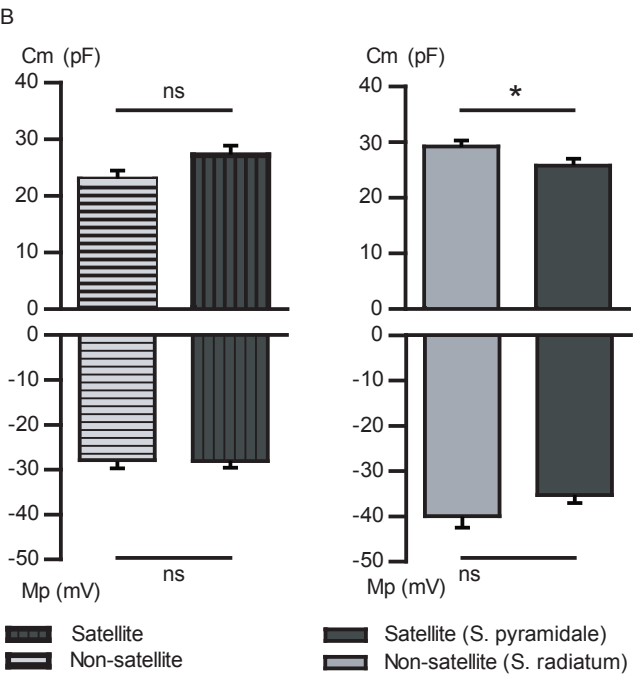 B
Cm (pF)
40
30
20
10
0
ns
0
-10
-20
-30
-40
-50
Mp (mV)
ns
Cm (pF)
40
30
20
10
0
*
0
-10
-20
-30
-40
-50
Mp (mV)
ns
Satellite
Non-satellite
Satellite (S. pyramidale)
Non-satellite (S. radiatum)